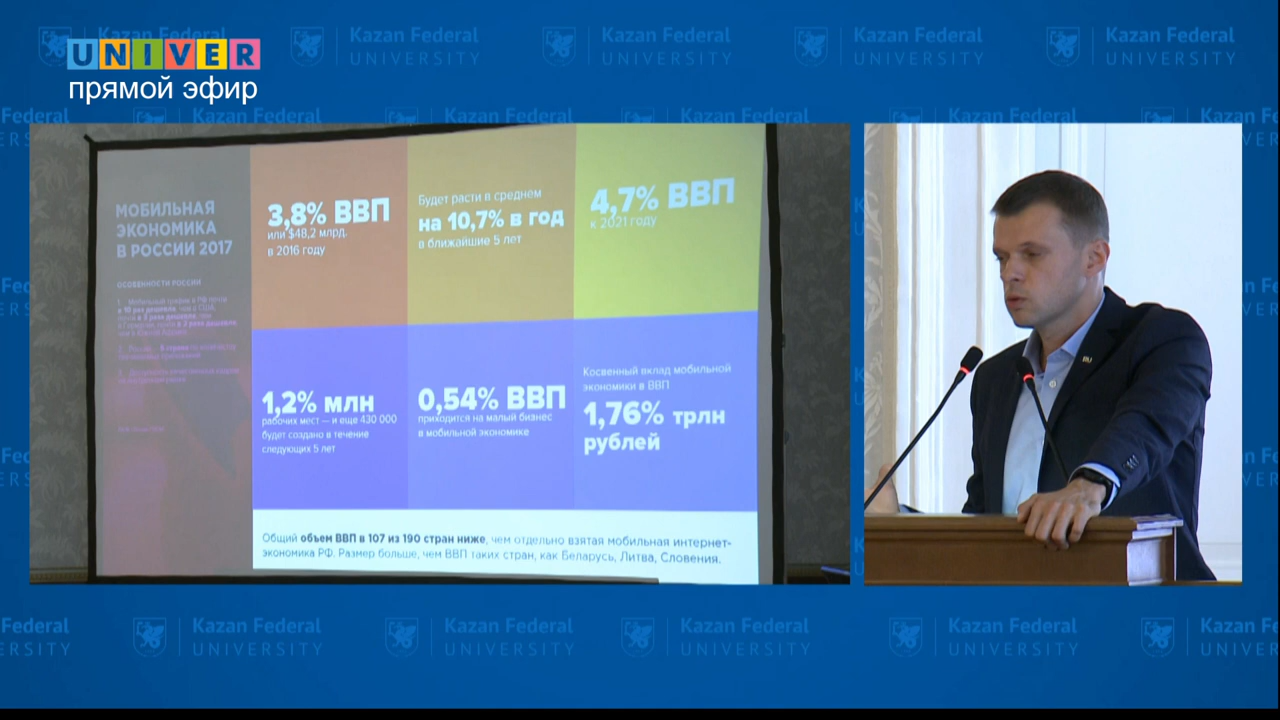 UNIVER
прямой эфир
Kazan Federal
UNIVERSITY
МОБИЛЬНАЯ
ЭКОНОМИКА
В РОССИИ 2017
ОСОБЕННОСТИ РОССИИ
3,8% ВВП
или $48,2 млрд.
в 2016 году
Будет расти в среднем
на 10,7% в год
в ближайшие 5 лет
4,7% ВВП
к 2021 году
1,2% млн
рабочих мест — и еще 430 000
будет создано в течение
следующих 5 лет
0,54% ВВП
приходится на малый бизнес
в мобильной экономике
Косвенный вклад мобильной
экономики в ВВП
1,76% трлн
рублей
Общий объем ВВП в 107 из 190 стран ниже, чем отдельно взятая мобильная интернет-
экономика РФ. Размер больше, чем ВВП таких стран, как Беларусь, Литва, Словения.